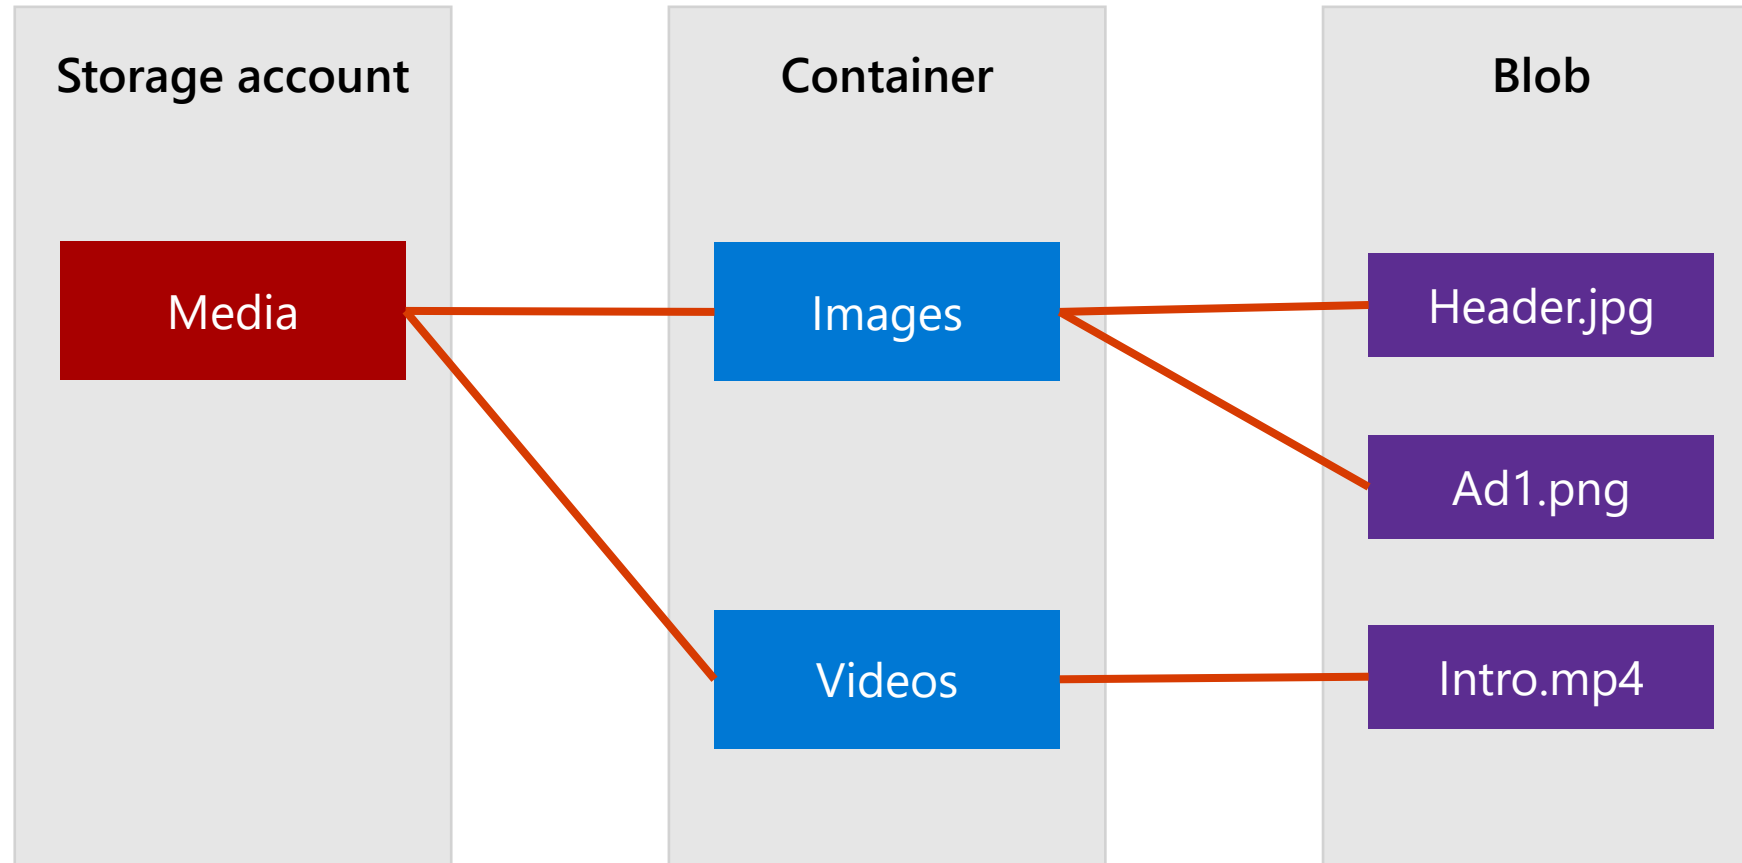 Storage account
Container
Blob
Media
Images
Header.jpg
Ad1.png
Videos
Intro.mp4